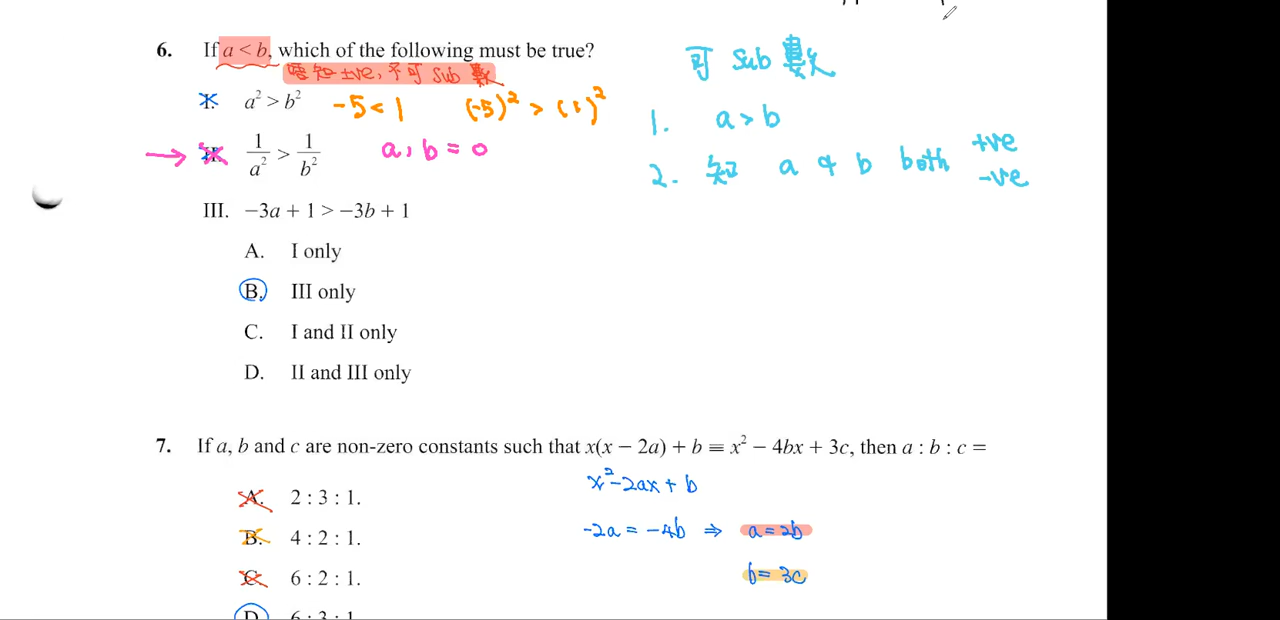 6. If a < b, which of the following must be true?
唔知 ±ve, 不可 sub 數
可 sub 數
I. a² > b² -5 < 1 (-5)² > (1)²
1. a > b
→ II. 1/a² > 1/b² a, b = 0
2. 知 a & b both +ve -ve
III. −3a + 1 > −3b + 1
A. I only
B. III only
C. I and II only
D. II and III only
7. If a, b and c are non-zero constants such that x(x − 2a) + b ≡ x² − 4bx + 3c, then a : b : c =
x² - 2ax + b
A. 2 : 3 : 1.
-2a = -4b ⇒ a = 2b
B. 4 : 2 : 1.
b = 3c
C. 6 : 2 : 1.
D. 6 : 3 : 1